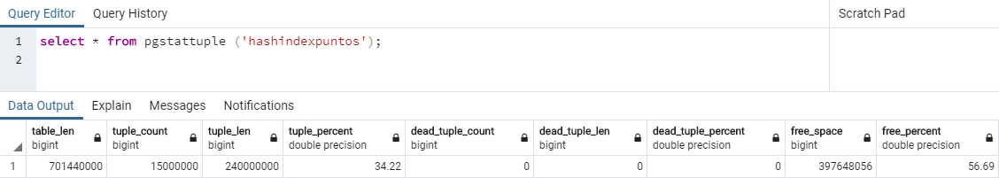 Query Editor Query History Scratch Pad
1 select * from pgstattuple ('hashindexpuntos');
2
Data Output Explain Messages Notifications
table_len tuple_count tuple_len tuple_percent dead_tuple_count dead_tuple_len dead_tuple_percent free_space free_percent
bigint bigint bigint double precision bigint bigint double precision bigint double precision
1 701440000 15000000 240000000 34.22 0 0 0 397648056 56.69